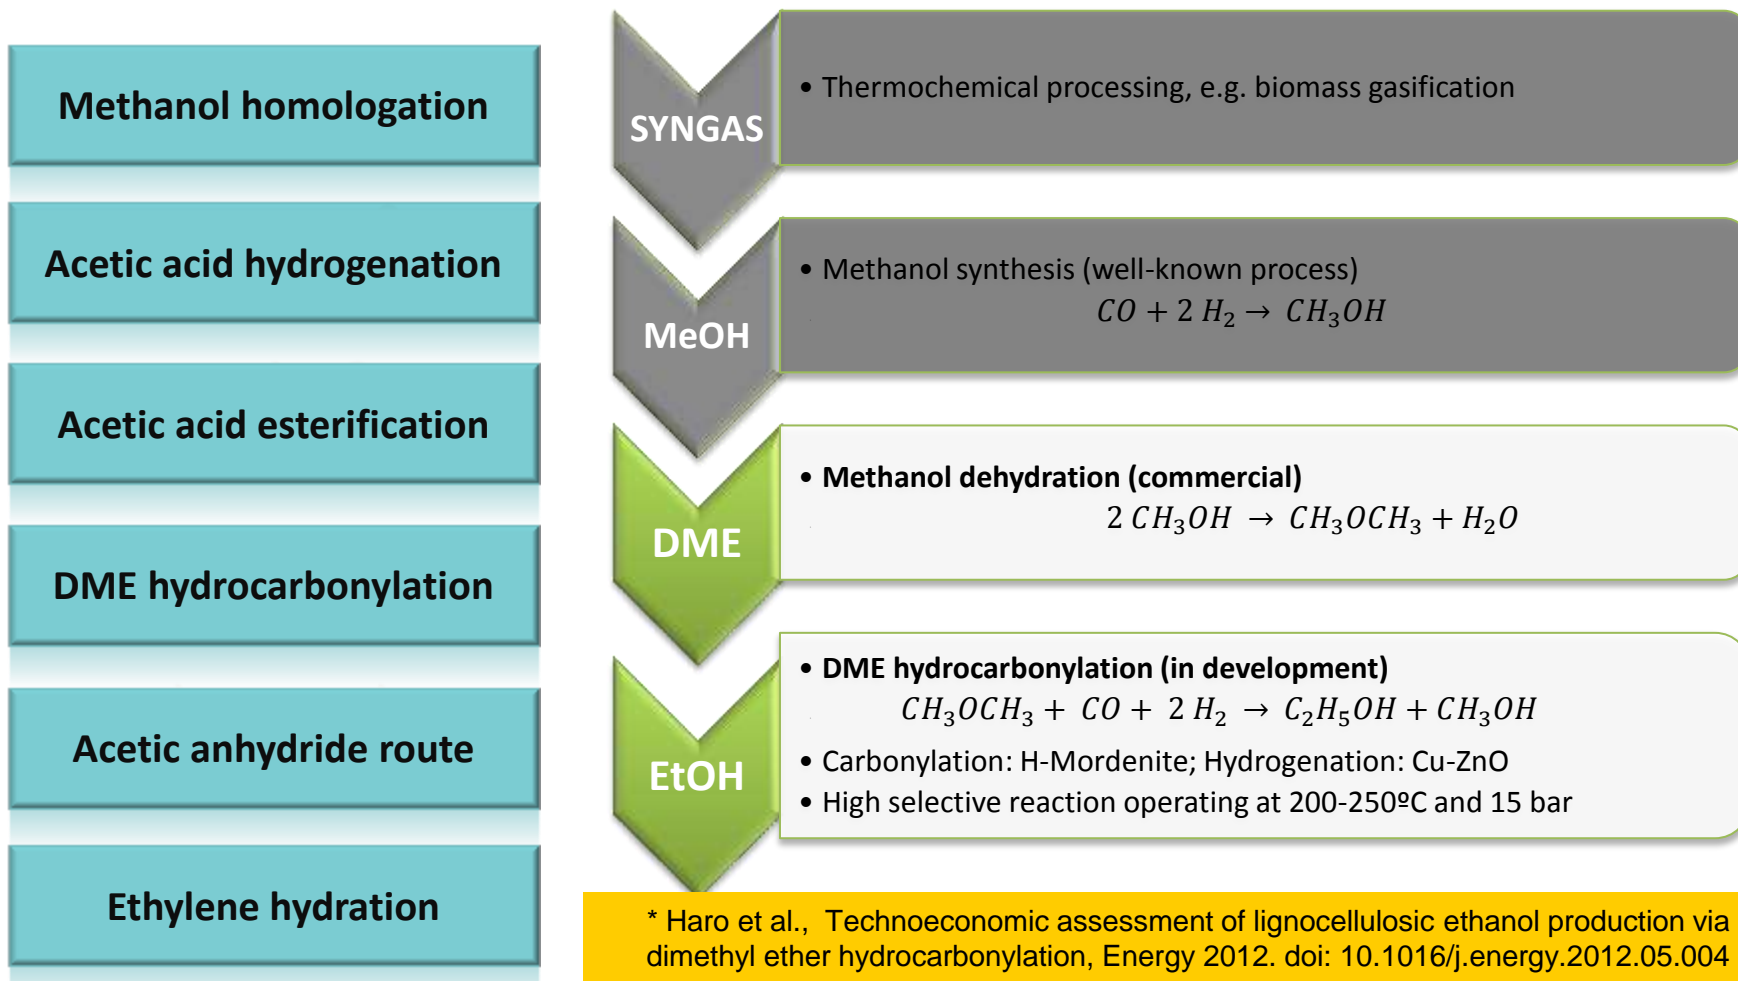 Methanol homologation
Acetic acid hydrogenation
Acetic acid esterification
DME hydrocarbonylation
Acetic anhydride route
Ethylene hydration
SYNGAS
• Thermochemical processing, e.g. biomass gasification
MeOH
• Methanol synthesis (well-known process)
CO + 2 H₂ → CH₃OH
DME
• Methanol dehydration (commercial)
2 CH₃OH → CH₃OCH₃ + H₂O
EtOH
• DME hydrocarbonylation (in development)
CH₃OCH₃ + CO + 2 H₂ → C₂H₅OH + CH₃OH
• Carbonylation: H-Mordenite; Hydrogenation: Cu-ZnO
• High selective reaction operating at 200-250ºC and 15 bar
* Haro et al., Technoeconomic assessment of lignocellulosic ethanol production via
dimethyl ether hydrocarbonylation, Energy 2012. doi: 10.1016/j.energy.2012.05.004